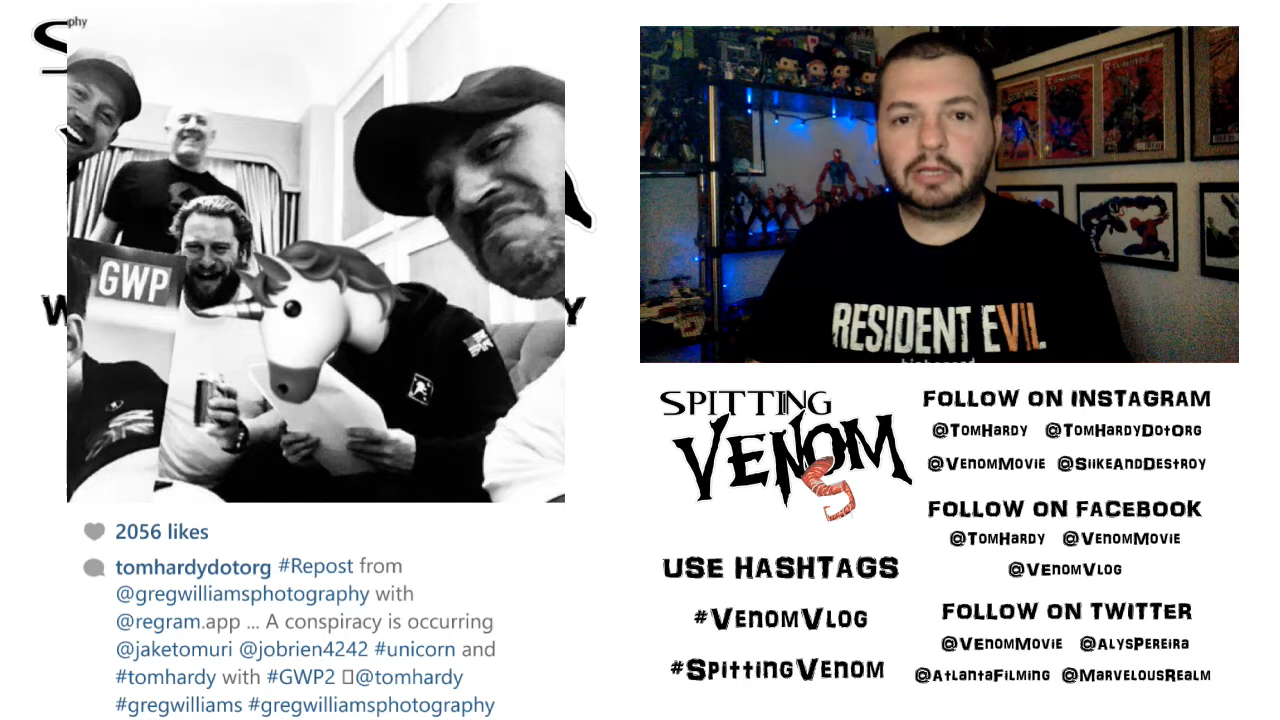 phy
S
W
Y
GWP
2056 likes
tomhardydotorg #Repost from
@gregwilliamsphotography with
@regram.app ... A conspiracy is occurring
@jaketomuri @jobrien4242 #unicorn and
#tomhardy with #GWP2 @tomhardy
#gregwilliams #gregwilliamsphotography
RESIDENT EVIL
SPITTING
VENOM
USE HASHTAGS
#VENOMVLOG
#SPITTINGVENOM
FOLLOW ON INSTAGRAM
@TOMHARDY @TOMHARDYDOTORG
@VENOMMOVIE @SIIKEANDDESTROY
FOLLOW ON FACEBOOK
@TOMHARDY @VENOMMOVIE
@VENOMVLOG
FOLLOW ON TWITTER
@VENOMMOVIE @ALYSPEREIRA
@ATLANTAFILMING @MARVELOUSREALM